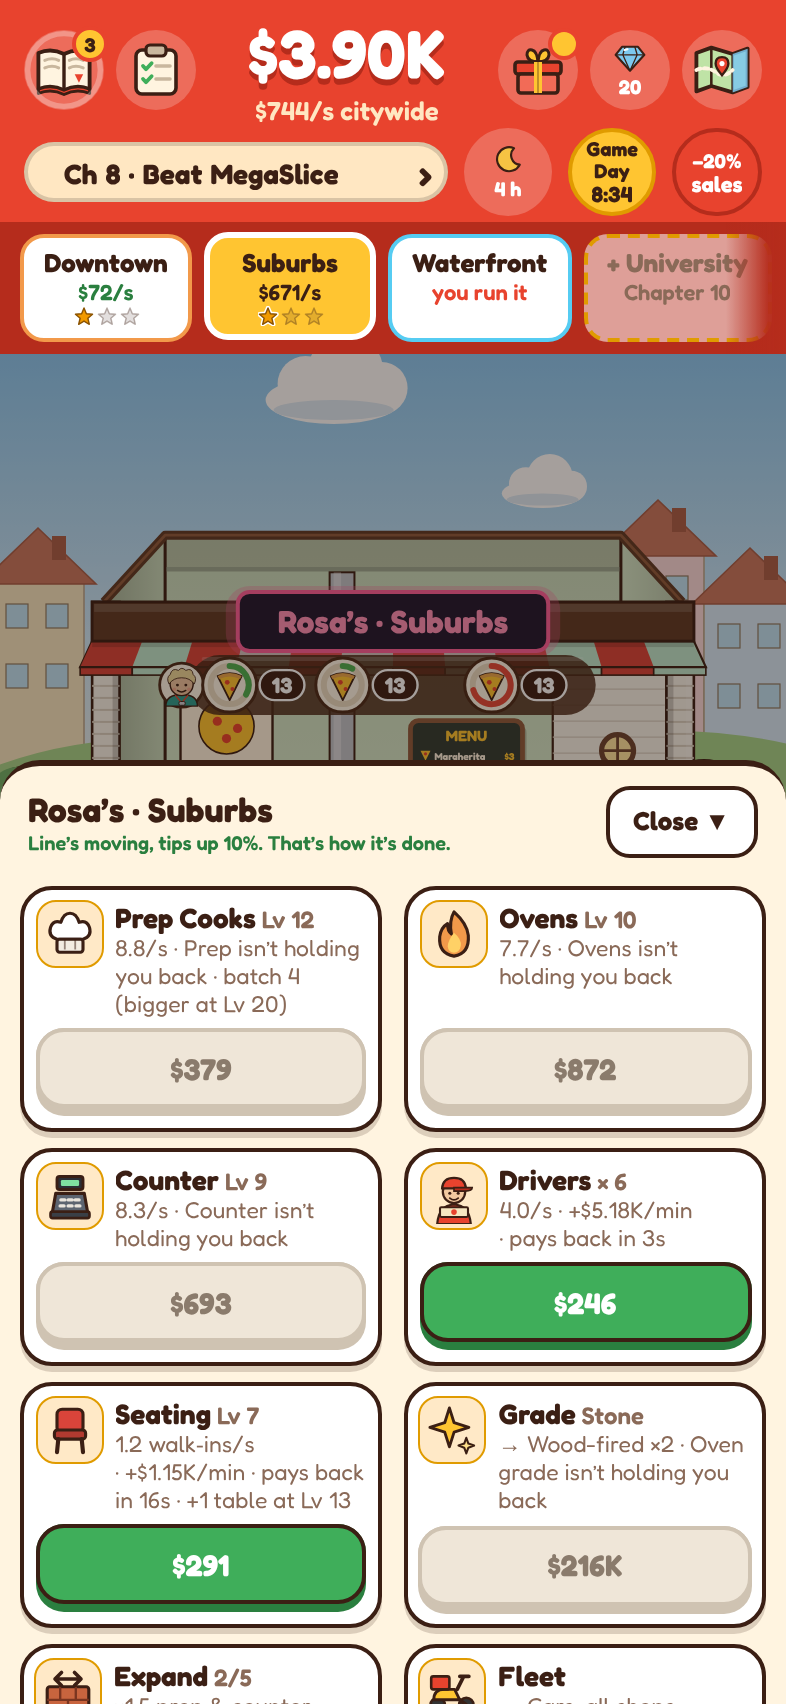 3
$3.90K
20
$744/s citywide
Ch 8 · Beat MegaSlice ›
4 h
Game
Day
8:34
−20%
sales
Downtown
$72/s
Suburbs
$671/s
Waterfront
you run it
+ University
Chapter 10
Rosa's · Suburbs
13
13
13
MENU
Margherita $3
Rosa's · Suburbs
Line's moving, tips up 10%. That's how it's done.
Close ▼
Prep Cooks Lv 12
8.8/s · Prep isn't holding
you back · batch 4
(bigger at Lv 20)
$379
Ovens Lv 10
7.7/s · Ovens isn't
holding you back
$872
Counter Lv 9
8.3/s · Counter isn't
holding you back
$693
Drivers × 6
4.0/s · +$5.18K/min
· pays back in 3s
$246
Seating Lv 7
1.2 walk-ins/s
· +$1.15K/min · pays back
in 16s · +1 table at Lv 13
$291
Grade Stone
→ Wood-fired ×2 · Oven
grade isn't holding you
back
$216K
Expand 2/5
Fleet